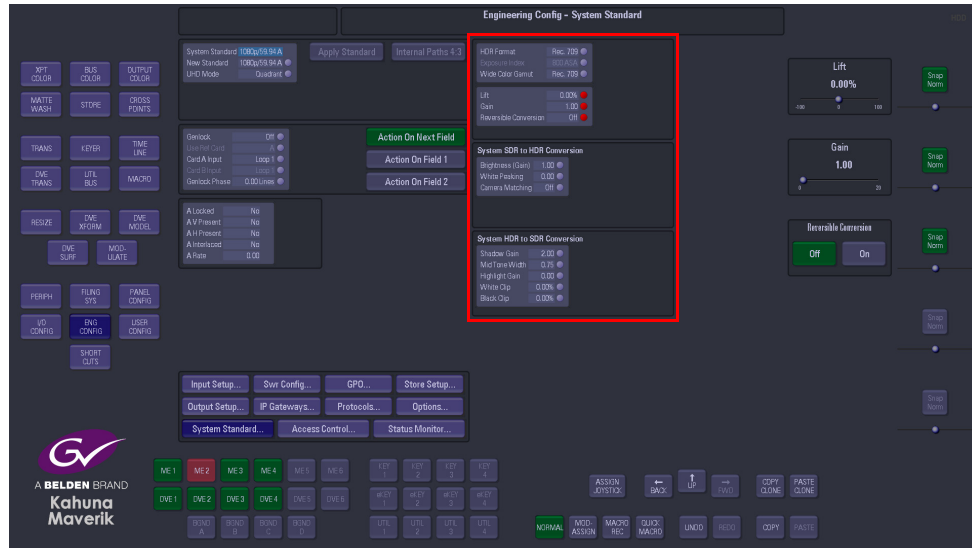 Engineering Config - System Standard
System Standard 1080p/59.94 A
New Standard 1080p/59.94 A
UHD Mode Quadrant
Apply Standard
Internal Paths 4:3
HDR Format Rec. 709
Exposure Index 800 ASA
Wide Color Gamut Rec. 709
Lift 0.00%
Gain 1.00
Reversible Conversion Off
Lift
0.00%
-100 0 100
Snap
Norm
XPT
COLOR
BUS
COLOR
OUTPUT
COLOR
MATTE
WASH
STORE
CROSS
POINTS
TRANS
KEYER
TIME
LINE
DVE
TRANS
UTIL
BUS
MACRO
RESIZE
DVE
XFORM
DVE
MODEL
DVE
SURF
MOD-
ULATE
PERIPH
FILING
SYS
PANEL
CONFIG
I/O
CONFIG
ENG
CONFIG
USER
CONFIG
SHORT
CUTS
Genlock Off
Use Ref Card A
Card A Input Loop 1
Card B Input Loop 1
Genlock Phase 0.00 Lines
Action On Next Field
Action On Field 1
Action On Field 2
System SDR to HDR Conversion
Brightness (Gain) 1.00
White Peaking 0.00
Camera Matching Off
Gain
1.00
Snap
Norm
A Locked No
A V Present No
A H Present No
A Interlaced No
A Rate 0.00
System HDR to SDR Conversion
Shadow Gain 2.00
Mid Tone Width 0.75
Highlight Gain 0.00
White Clip 0.00%
Black Clip 0.00%
Reversible Conversion
Off
On
Snap
Norm
Snap
Norm
Snap
Norm
Input Setup...
Swr Config...
GPO...
Store Setup...
Output Setup...
IP Gateways...
Protocols...
Options...
System Standard...
Access Control...
Status Monitor...
GV
A BELDEN BRAND
Kahuna
Maverik
ME 1
ME 2
ME 3
ME 4
ME 5
ME 6
KEY
1
KEY
2
KEY
3
KEY
4
DVE 1
DVE 2
DVE 3
DVE 4
DVE 5
DVE 6
BGND
A
BGND
B
BGND
C
BGND
D
UTIL
1
UTIL
2
UTIL
3
UTIL
4
ASSIGN
JOYSTICK
←
BACK
↑
UP
→
FWD
COPY
CLONE
PASTE
CLONE
NORMAL
MOD-
ASSIGN
MACRO
REC
QUICK
MACRO
UNDO
REDO
COPY
PASTE